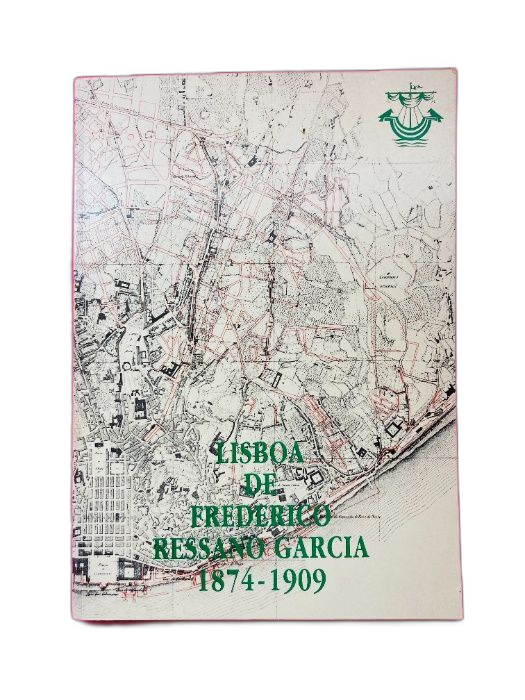 LISBOA
DE
FREDERICO
RESSANO GARCIA
1874-1909